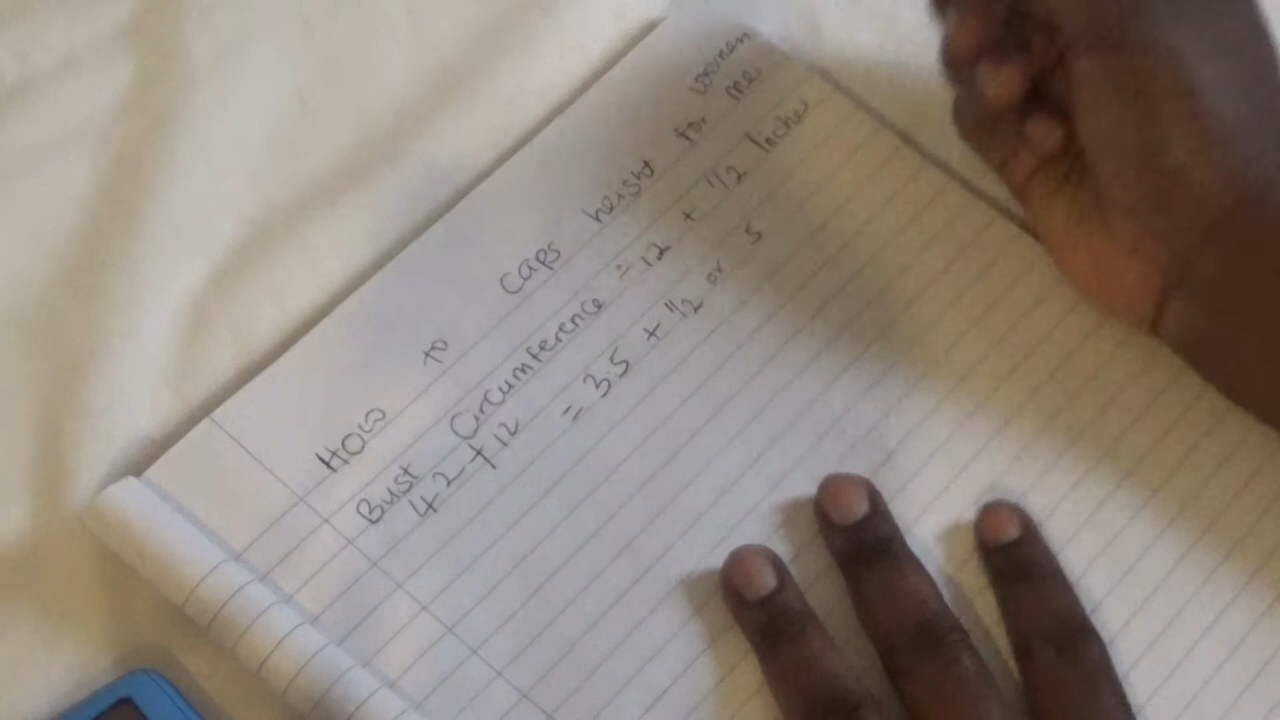 How to caps height for women
Bust Circumference ÷ 12 + 1/2 Inche
42 ÷ 12 = 3.5 + 1/2 or 5